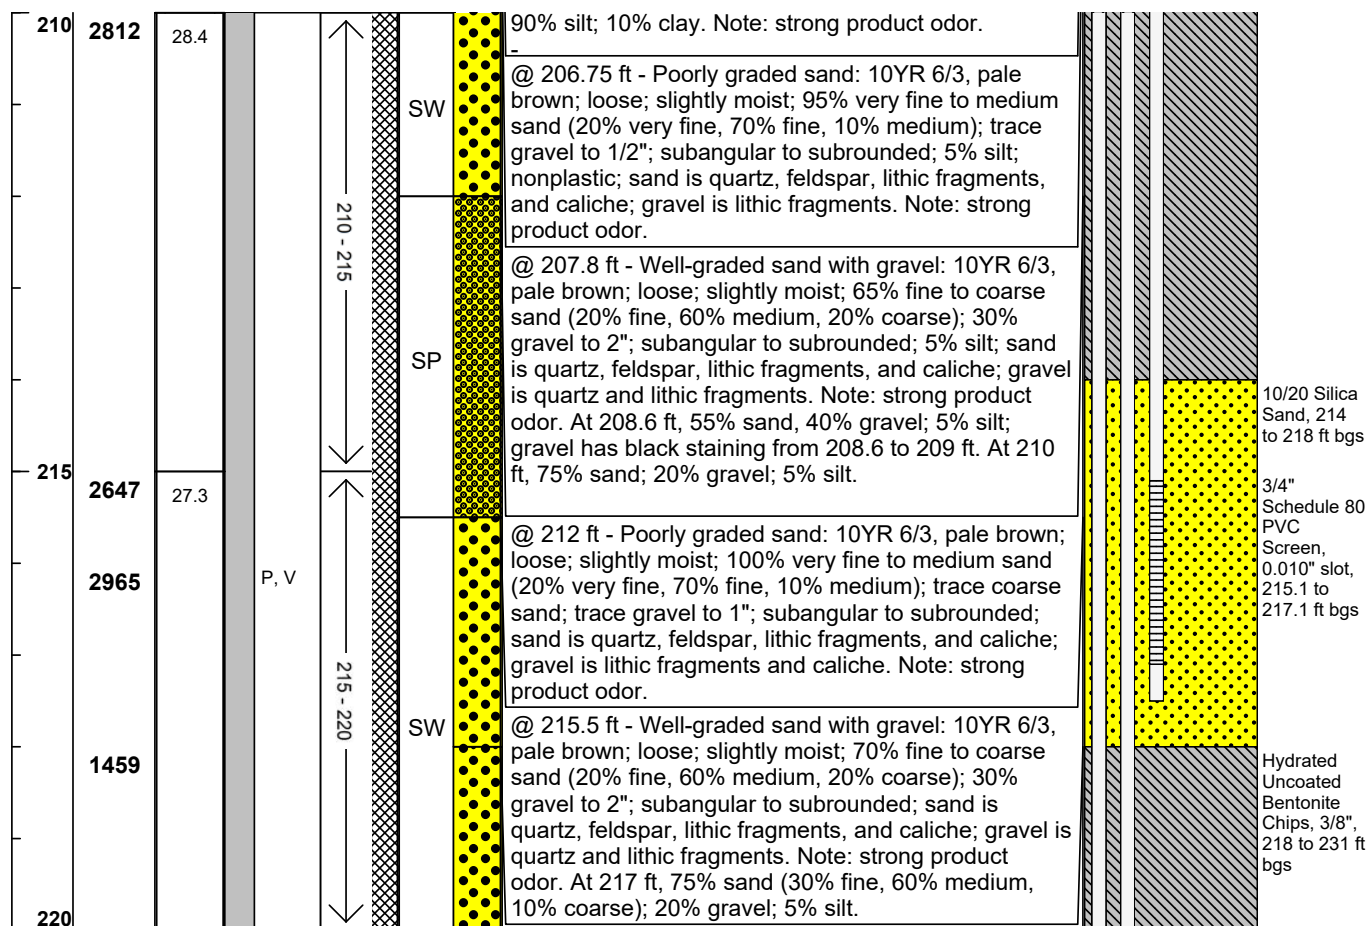 210
2812
28.4
210 - 215
215
2647
27.3
2965
P, V
215 - 220
1459
220
SW
SP
SW
90% silt; 10% clay. Note: strong product odor.
-
@ 206.75 ft - Poorly graded sand: 10YR 6/3, pale
brown; loose; slightly moist; 95% very fine to medium
sand (20% very fine, 70% fine, 10% medium); trace
gravel to 1/2"; subangular to subrounded; 5% silt;
nonplastic; sand is quartz, feldspar, lithic fragments,
and caliche; gravel is lithic fragments. Note: strong
product odor.
@ 207.8 ft - Well-graded sand with gravel: 10YR 6/3,
pale brown; loose; slightly moist; 65% fine to coarse
sand (20% fine, 60% medium, 20% coarse); 30%
gravel to 2"; subangular to subrounded; 5% silt; sand
is quartz, feldspar, lithic fragments, and caliche; gravel
is quartz and lithic fragments. Note: strong product
odor. At 208.6 ft, 55% sand, 40% gravel; 5% silt;
gravel has black staining from 208.6 to 209 ft. At 210
ft, 75% sand; 20% gravel; 5% silt.
@ 212 ft - Poorly graded sand: 10YR 6/3, pale brown;
loose; slightly moist; 100% very fine to medium sand
(20% very fine, 70% fine, 10% medium); trace coarse
sand; trace gravel to 1"; subangular to subrounded;
sand is quartz, feldspar, lithic fragments, and caliche;
gravel is lithic fragments and caliche. Note: strong
product odor.
@ 215.5 ft - Well-graded sand with gravel: 10YR 6/3,
pale brown; loose; slightly moist; 70% fine to coarse
sand (20% fine, 60% medium, 20% coarse); 30%
gravel to 2"; subangular to subrounded; sand is
quartz, feldspar, lithic fragments, and caliche; gravel is
quartz and lithic fragments. Note: strong product
odor. At 217 ft, 75% sand (30% fine, 60% medium,
10% coarse); 20% gravel; 5% silt.
10/20 Silica
Sand, 214
to 218 ft bgs
3/4"
Schedule 80
PVC
Screen,
0.010" slot,
215.1 to
217.1 ft bgs
Hydrated
Uncoated
Bentonite
Chips, 3/8",
218 to 231 ft
bgs